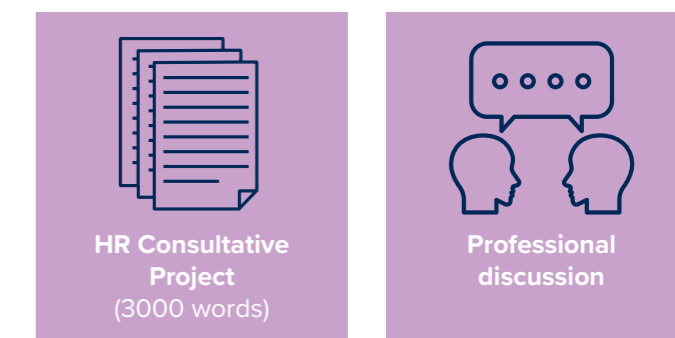 HR Consultative
Project
(3000 words)
Professional
discussion